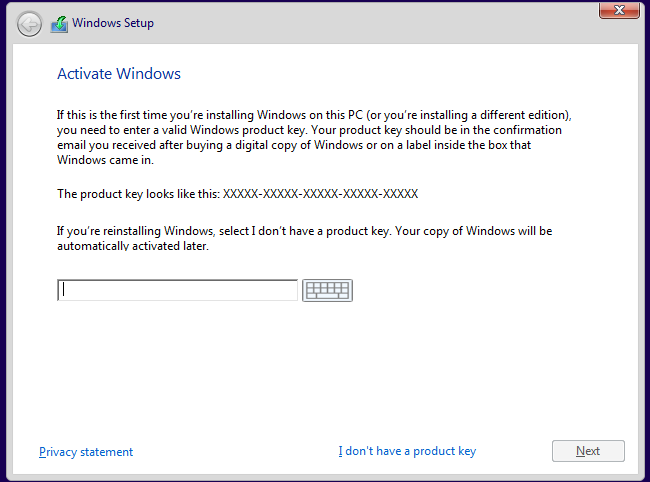 Windows Setup
Activate Windows
If this is the first time you're installing Windows on this PC (or you're installing a different edition),
you need to enter a valid Windows product key. Your product key should be in the confirmation
email you received after buying a digital copy of Windows or on a label inside the box that
Windows came in.
The product key looks like this: XXXXX-XXXXX-XXXXX-XXXXX-XXXXX
If you're reinstalling Windows, select I don't have a product key. Your copy of Windows will be
automatically activated later.
Privacy statement
I don't have a product key
Next